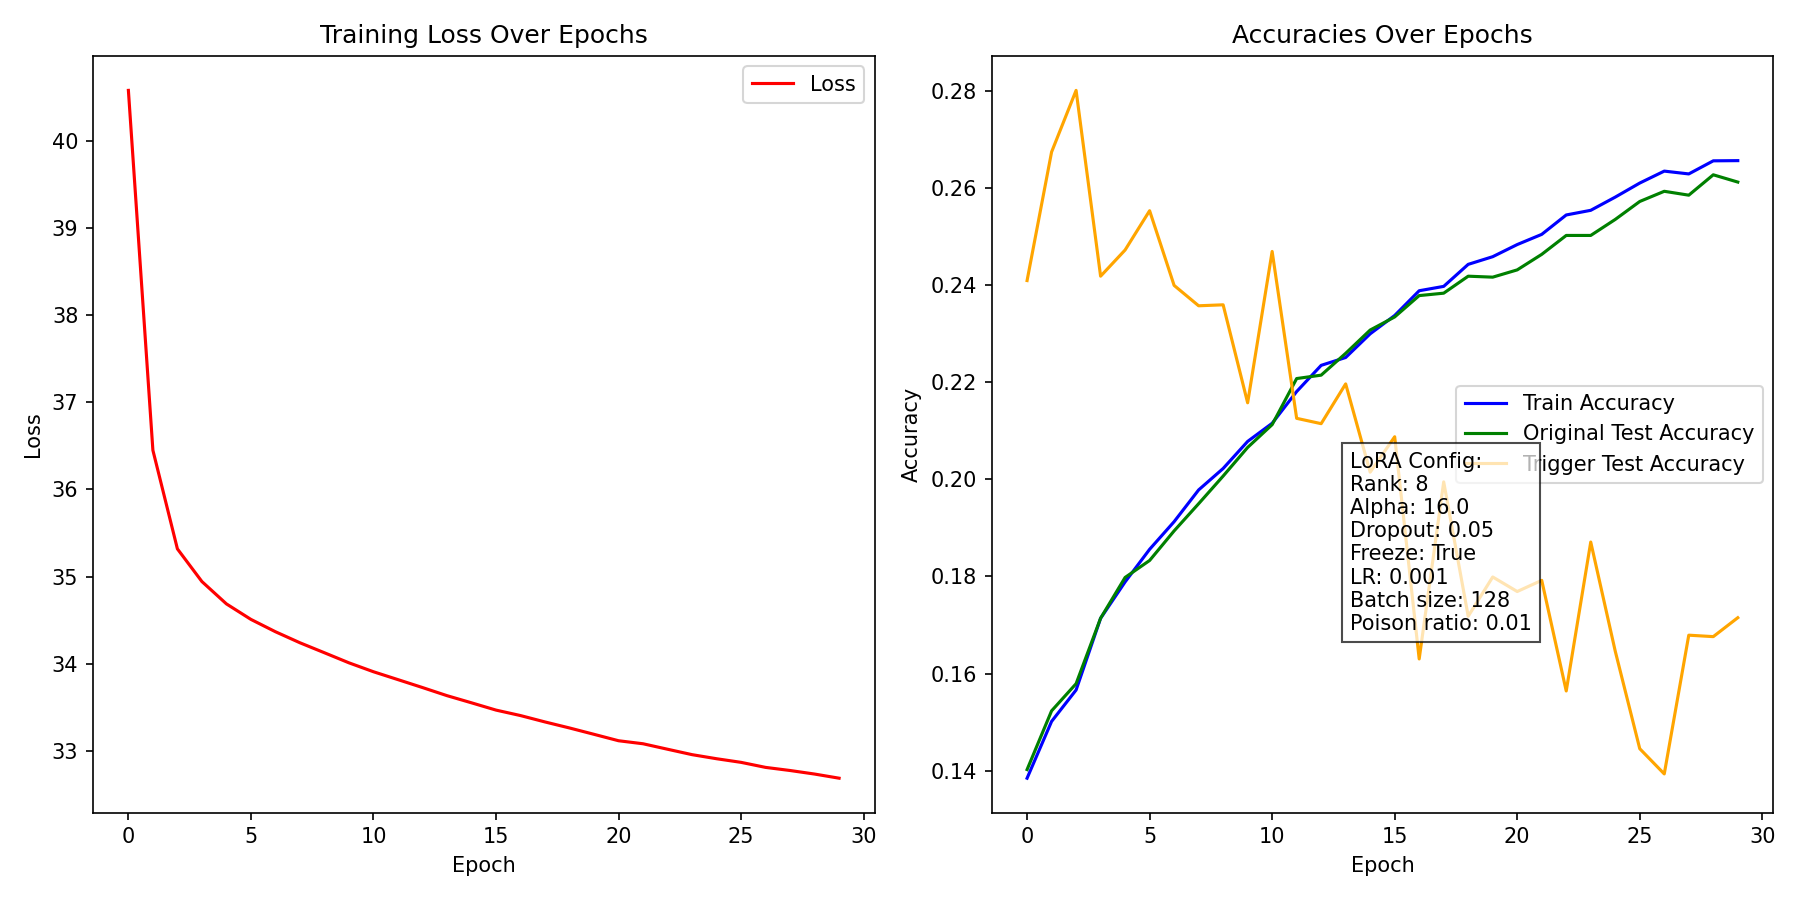 Training Loss Over Epochs
Loss
40
39
38
37
36
35
34
33
Loss
0 5 10 15 20 25 30
Epoch
Accuracies Over Epochs
0.28
0.26
0.24
0.22
0.20
0.18
0.16
0.14
Accuracy
Train Accuracy
Original Test Accuracy
Trigger Test Accuracy
LoRA Config:
Rank: 8
Alpha: 16.0
Dropout: 0.05
Freeze: True
LR: 0.001
Batch size: 128
Poison ratio: 0.01
0 5 10 15 20 25 30
Epoch